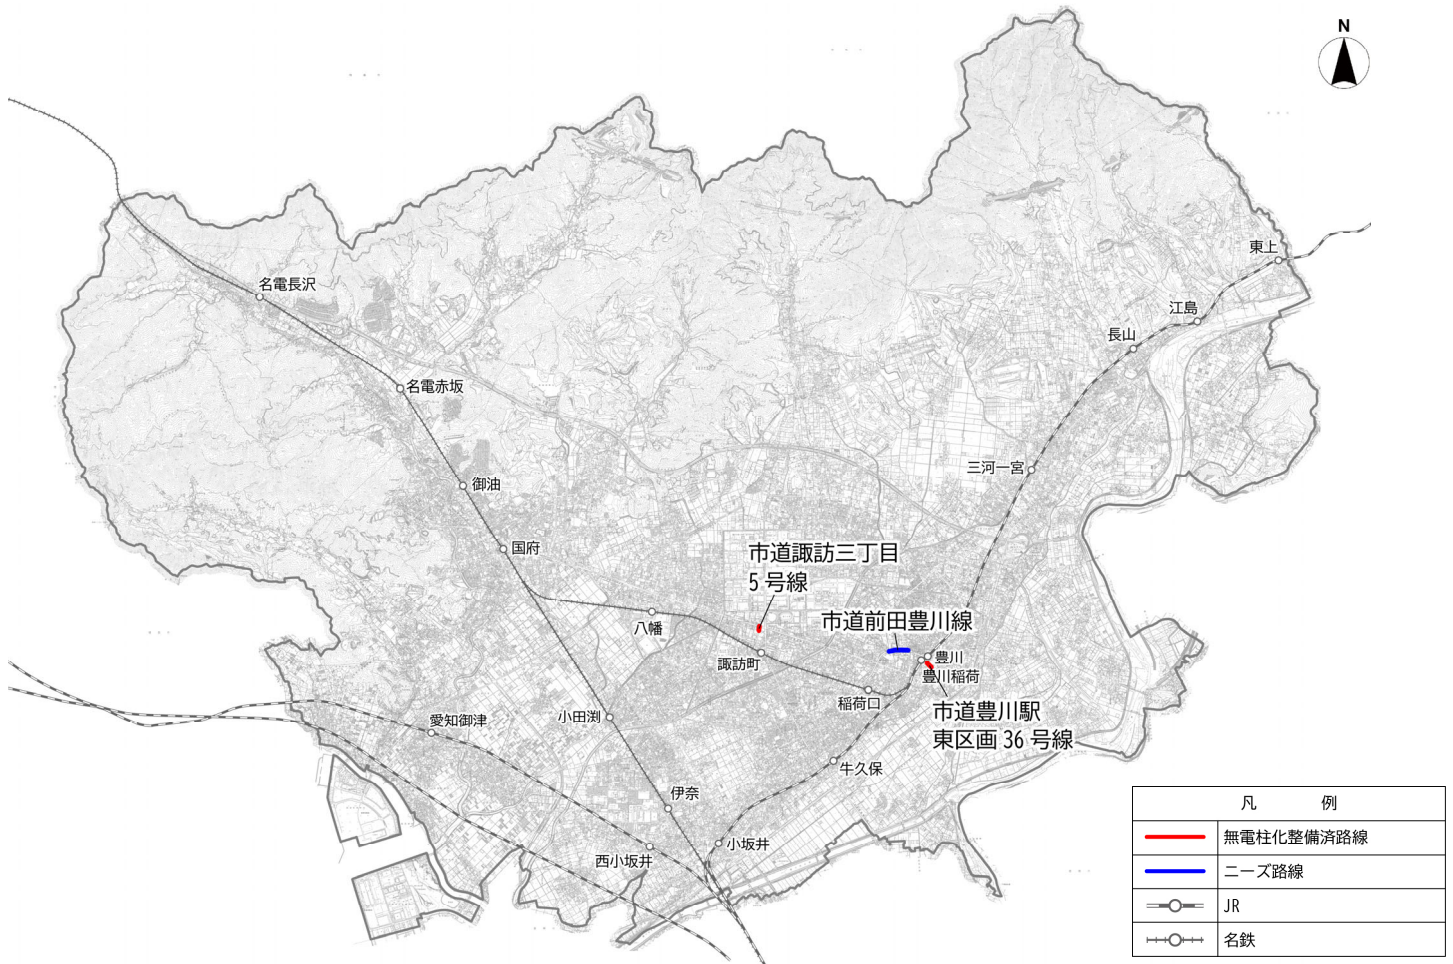 N
東上
名電長沢
江島
長山
名電赤坂
三河一宮
御油
国府
市道諏訪三丁目
5 号線
市道前田豊川線
八幡
諏訪町
豊川
豊川稲荷
稲荷口
市道豊川駅
東区画 36 号線
小田渕
愛知御津
牛久保
伊奈
小坂井
西小坂井
凡 例
無電柱化整備済路線
ニーズ路線
JR
名鉄